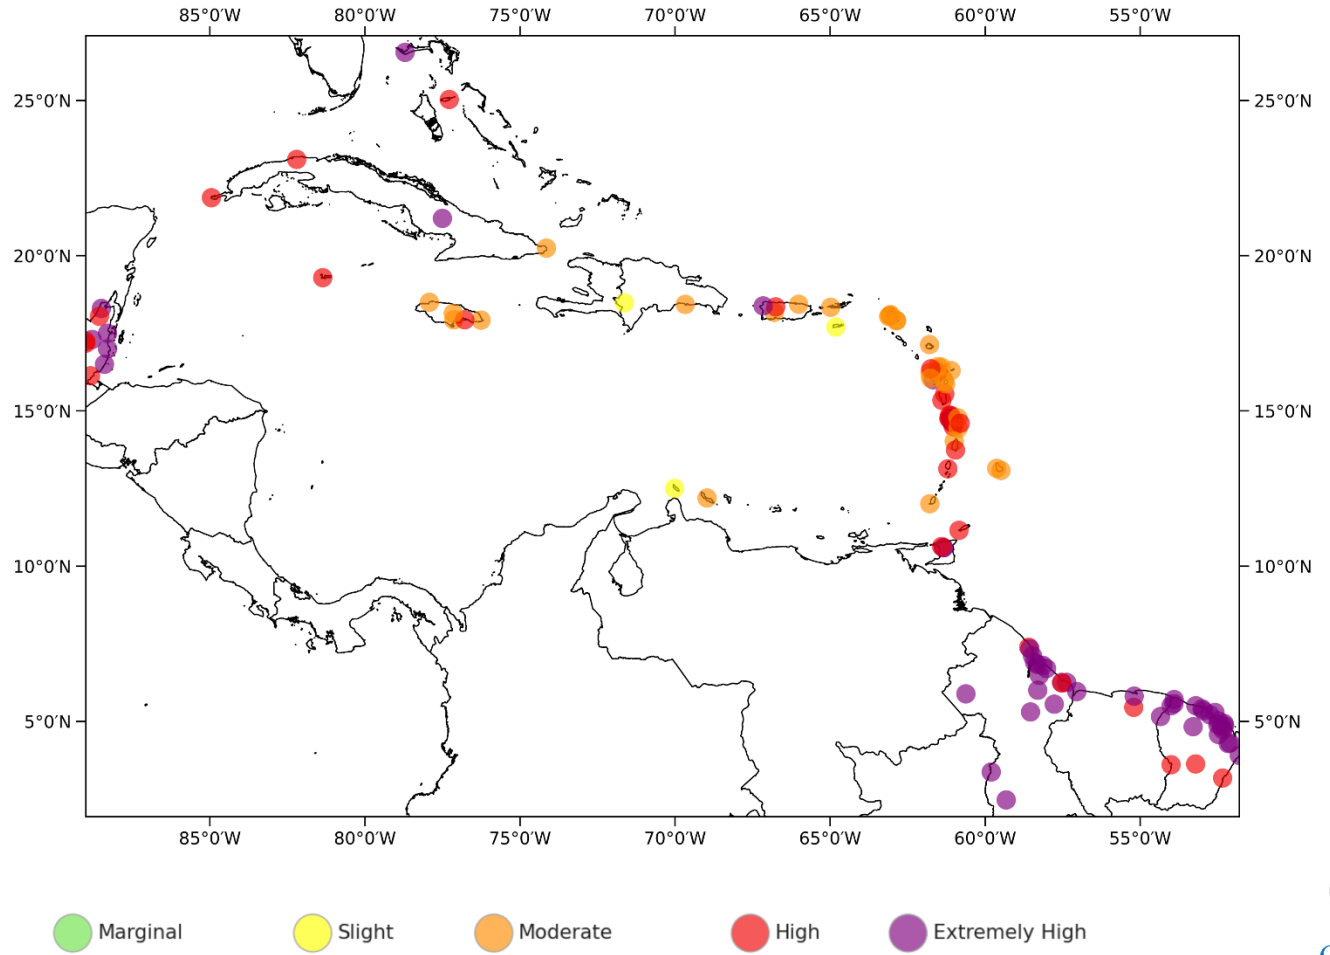 85°0′W 80°0′W 75°0′W 70°0′W 65°0′W 60°0′W 55°0′W
25°0′N 25°0′N
20°0′N 20°0′N
15°0′N 15°0′N
10°0′N 10°0′N
5°0′N 5°0′N
85°0′W 80°0′W 75°0′W 70°0′W 65°0′W 60°0′W 55°0′W
Marginal Slight Moderate High Extremely High